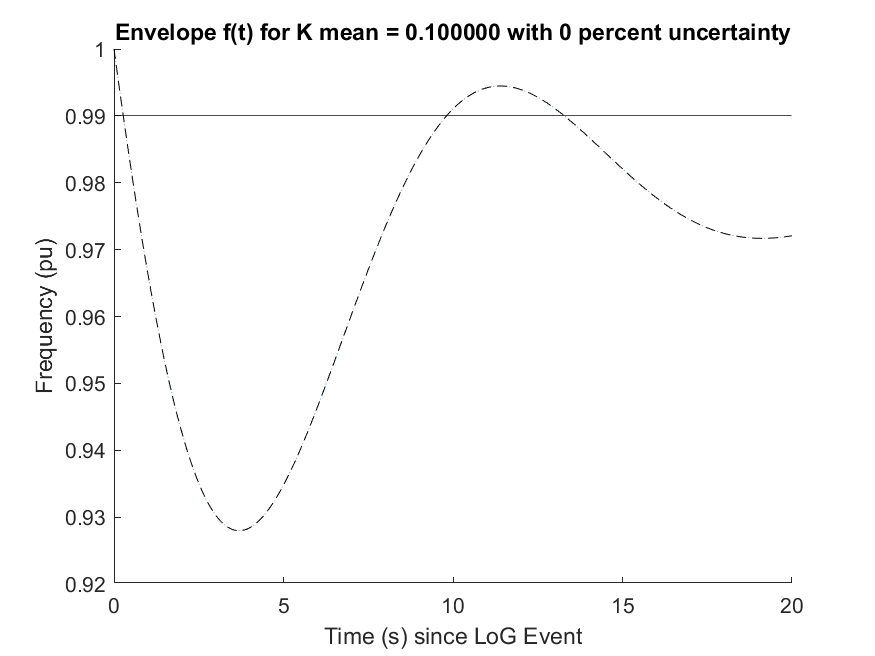 Envelope f(t) for K mean = 0.100000 with 0 percent uncertainty
1
0.99
0.98
0.97
0.96
0.95
0.94
0.93
0.92
Frequency (pu)
0 5 10 15 20
Time (s) since LoG Event